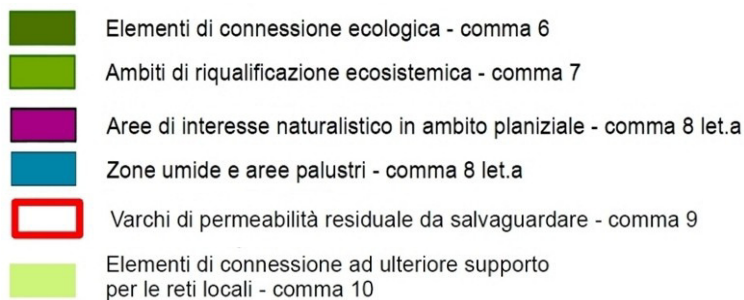 Elementi di connessione ecologica - comma 6
Ambiti di riqualificazione ecosistemica - comma 7
Aree di interesse naturalistico in ambito planiziale - comma 8 let.a
Zone umide e aree palustri - comma 8 let.a
Varchi di permeabilità residuale da salvaguardare - comma 9
Elementi di connessione ad ulteriore supporto
per le reti locali - comma 10